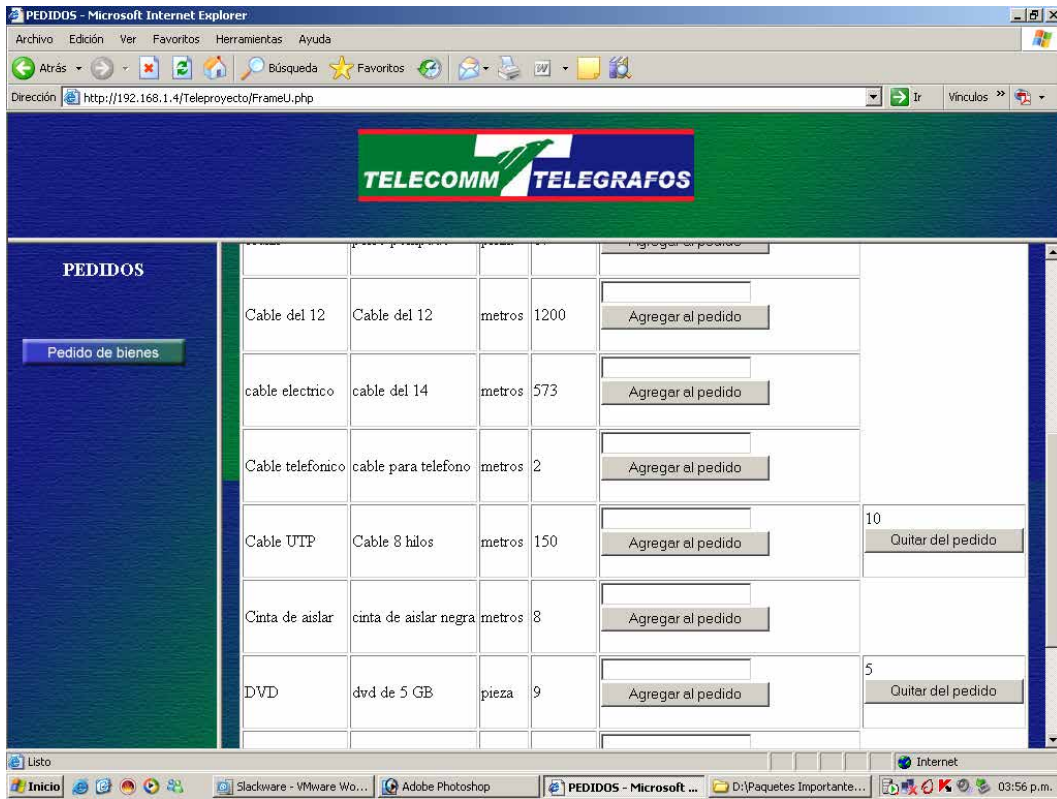 PEDIDOS - Microsoft Internet Explorer
Archivo Edición Ver Favoritos Herramientas Ayuda
Atrás Búsqueda Favoritos
Dirección http://192.168.1.4/Teleproyecto/FrameU.php Ir Vínculos »
TELECOMM TELEGRAFOS
PEDIDOS
Pedido de bienes
Agregar al pedido
Cable del 12 Cable del 12 metros 1200 Agregar al pedido
cable electrico cable del 14 metros 573 Agregar al pedido
Cable telefonico cable para telefono metros 2 Agregar al pedido
10
Cable UTP Cable 8 hilos metros 150 Agregar al pedido Quitar del pedido
Cinta de aislar cinta de aislar negra metros 8 Agregar al pedido
5
DVD dvd de 5 GB pieza 9 Agregar al pedido Quitar del pedido
Listo Internet
Inicio Slackware - VMware Wo... Adobe Photoshop PEDIDOS - Microsoft ... D:\Paquetes Importante... 03:56 p.m.